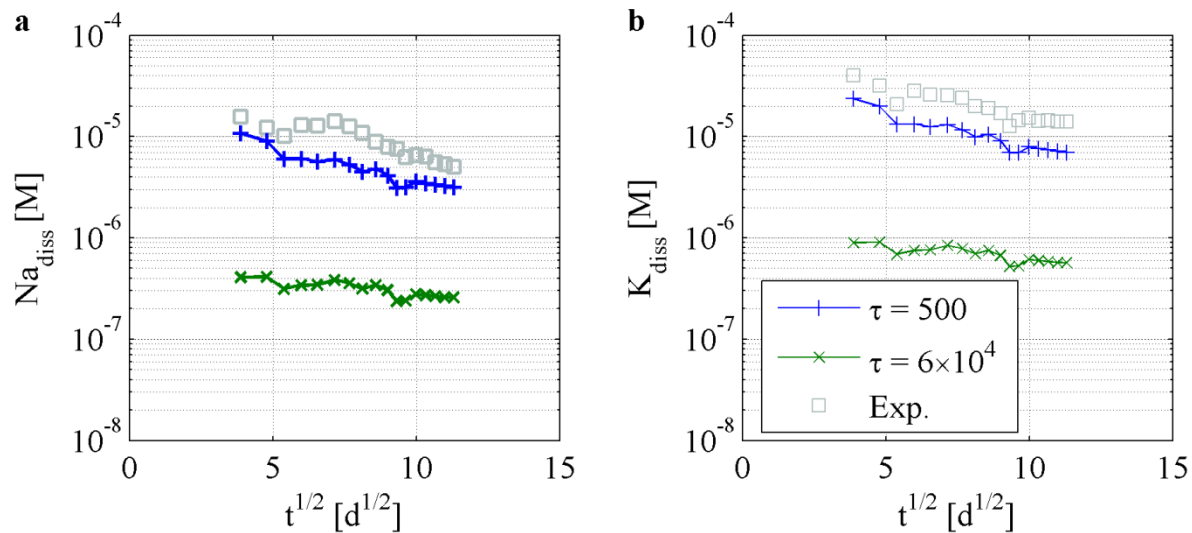 a
Na_diss [M]
10^-4
10^-5
10^-6
10^-7
10^-8
0 5 10 15
t^1/2 [d^1/2]
b
K_diss [M]
10^-4
10^-5
10^-6
10^-7
10^-8
0 5 10 15
t^1/2 [d^1/2]
τ = 500
τ = 6×10^4
Exp.